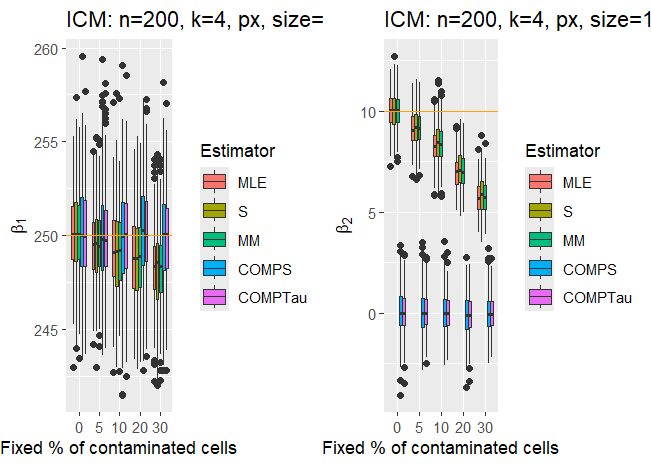 ICM: n=200, k=4, px, size=
260
255
250
245
β1
0 5 10 20 30
Fixed % of contaminated cells
Estimator
MLE
S
MM
COMPS
COMPTau
ICM: n=200, k=4, px, size=1
10
5
0
β2
0 5 10 20 30
Fixed % of contaminated cells
Estimator
MLE
S
MM
COMPS
COMPTau